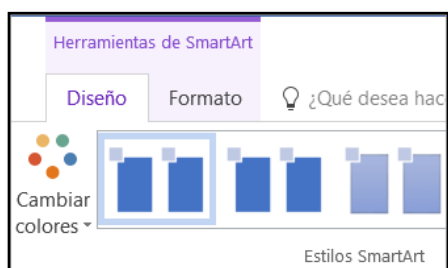 Herramientas de SmartArt
Diseño Formato ¿Qué desea hac
Cambiar
colores
Estilos SmartArt